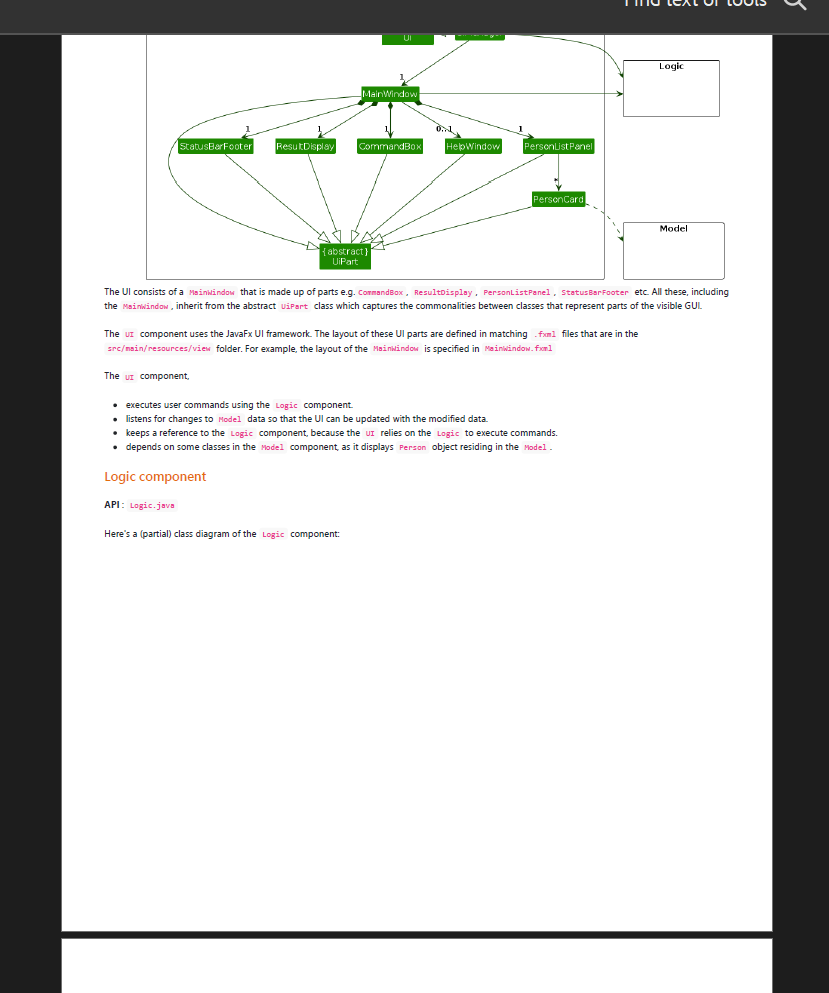 Find text or tools
Ui
Logic
1
MainWindow
1
1
1
0..1
1
StatusBarFooter
ResultDisplay
CommandBox
HelpWindow
PersonListPanel
*
PersonCard
Model
{abstract}
UiPart
The UI consists of a MainWindow that is made up of parts e.g. CommandBox , ResultDisplay , PersonListPanel , StatusBarFooter etc. All these, including
the MainWindow , inherit from the abstract UiPart class which captures the commonalities between classes that represent parts of the visible GUI.
The UI component uses the JavaFx UI framework. The layout of these UI parts are defined in matching .fxml files that are in the
src/main/resources/view folder. For example, the layout of the MainWindow is specified in MainWindow.fxml
The UI component,
• executes user commands using the Logic component.
• listens for changes to Model data so that the UI can be updated with the modified data.
• keeps a reference to the Logic component, because the UI relies on the Logic to execute commands.
• depends on some classes in the Model component, as it displays Person object residing in the Model .
Logic component
API : Logic.java
Here's a (partial) class diagram of the Logic component: